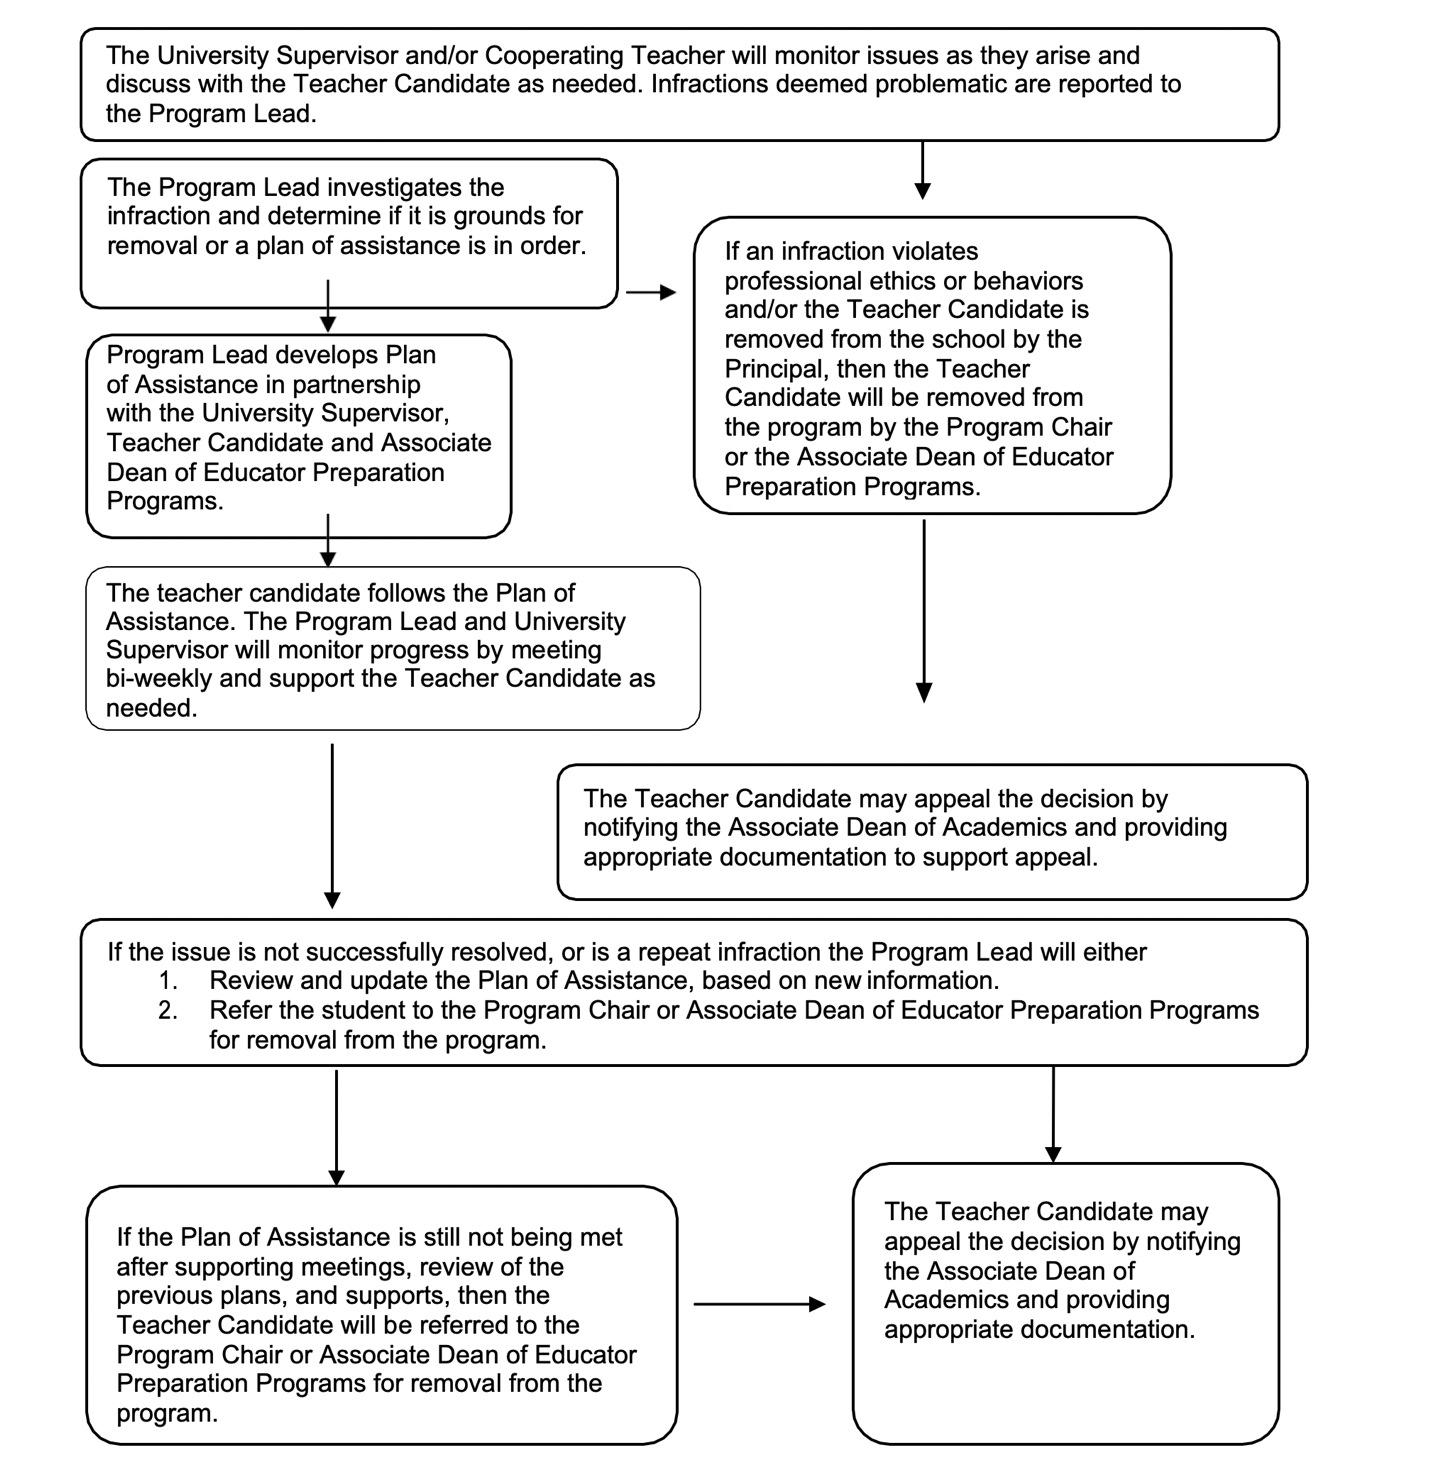 The University Supervisor and/or Cooperating Teacher will monitor issues as they arise and
discuss with the Teacher Candidate as needed. Infractions deemed problematic are reported to
the Program Lead.
The Program Lead investigates the
infraction and determine if it is grounds for
removal or a plan of assistance is in order.
If an infraction violates
professional ethics or behaviors
and/or the Teacher Candidate is
removed from the school by the
Principal, then the Teacher
Candidate will be removed from
the program by the Program Chair
or the Associate Dean of Educator
Preparation Programs.
Program Lead develops Plan
of Assistance in partnership
with the University Supervisor,
Teacher Candidate and Associate
Dean of Educator Preparation
Programs.
The teacher candidate follows the Plan of
Assistance. The Program Lead and University
Supervisor will monitor progress by meeting
bi-weekly and support the Teacher Candidate as
needed.
The Teacher Candidate may appeal the decision by
notifying the Associate Dean of Academics and providing
appropriate documentation to support appeal.
If the issue is not successfully resolved, or is a repeat infraction the Program Lead will either
1. Review and update the Plan of Assistance, based on new information.
2. Refer the student to the Program Chair or Associate Dean of Educator Preparation Programs
for removal from the program.
If the Plan of Assistance is still not being met
after supporting meetings, review of the
previous plans, and supports, then the
Teacher Candidate will be referred to the
Program Chair or Associate Dean of Educator
Preparation Programs for removal from the
program.
The Teacher Candidate may
appeal the decision by notifying
the Associate Dean of
Academics and providing
appropriate documentation.